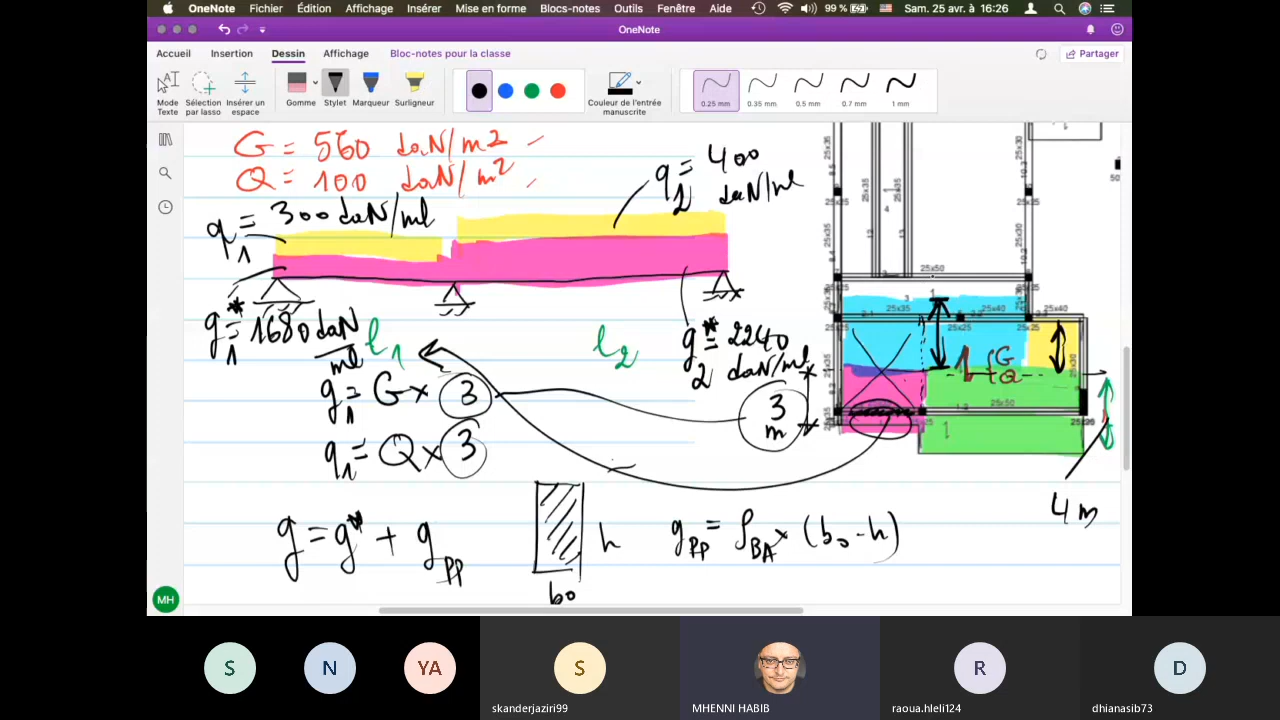 OneNote Fichier Édition Affichage Insérer Mise en forme Blocs-notes Outils Fenêtre Aide 99 % Sam. 25 avr. à 16:26
OneNote
Accueil Insertion Dessin Affichage Bloc-notes pour la classe Partager
Mode Texte
Sélection par lasso
Insérer un espace
Gomme
Stylet
Marqueur
Surligneur
Couleur de l'entrée manuscrite
0.25 mm 0.35 mm 0.5 mm 0.7 mm 1 mm
G = 560 daN/m2
Q = 100 daN/m²
q2 = 400 daN/ml
q1 = 300 daN/ml
g1* = 1680 daN/ml
l1
l2
g2* = 2240 daN/ml
g1 = G × 3
3 m
q1 = Q × 3
4 m
g = g* + gPP
h
gPP = ρBA × (b0 - h)
b0
25x50
25x35
25x40
25x50
G
Q
MH
S N YA S R D
skanderjaziri99
MHENNI HABIB
raoua.hleli124
dhianasib73